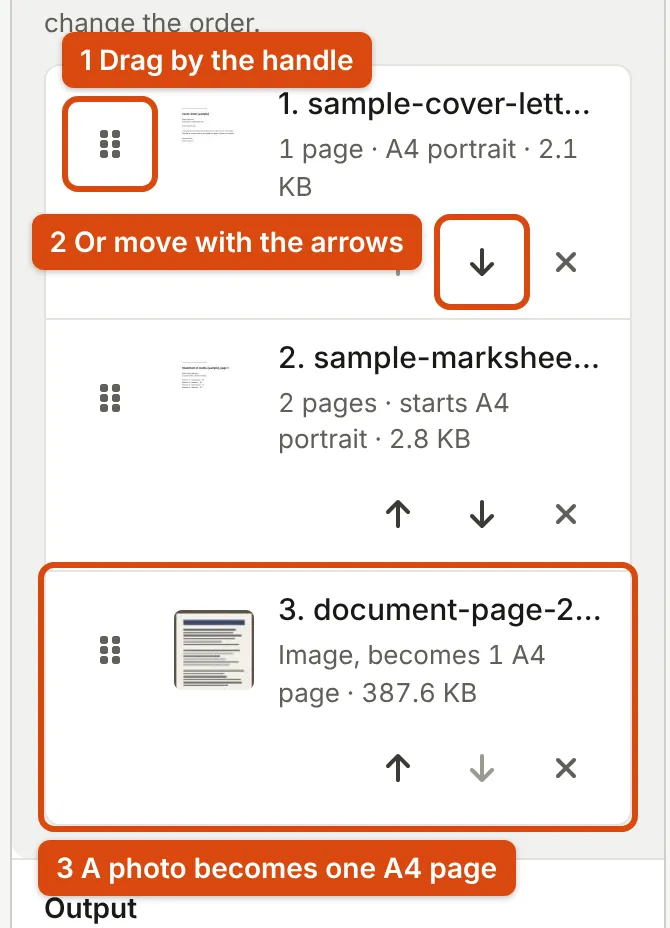 change the order.
1 Drag by the handle
1. sample-cover-lett...
1 page · A4 portrait · 2.1
KB
2 Or move with the arrows
2. sample-markshee...
2 pages · starts A4
portrait · 2.8 KB
3. document-page-2...
Image, becomes 1 A4
page · 387.6 KB
3 A photo becomes one A4 page
Output